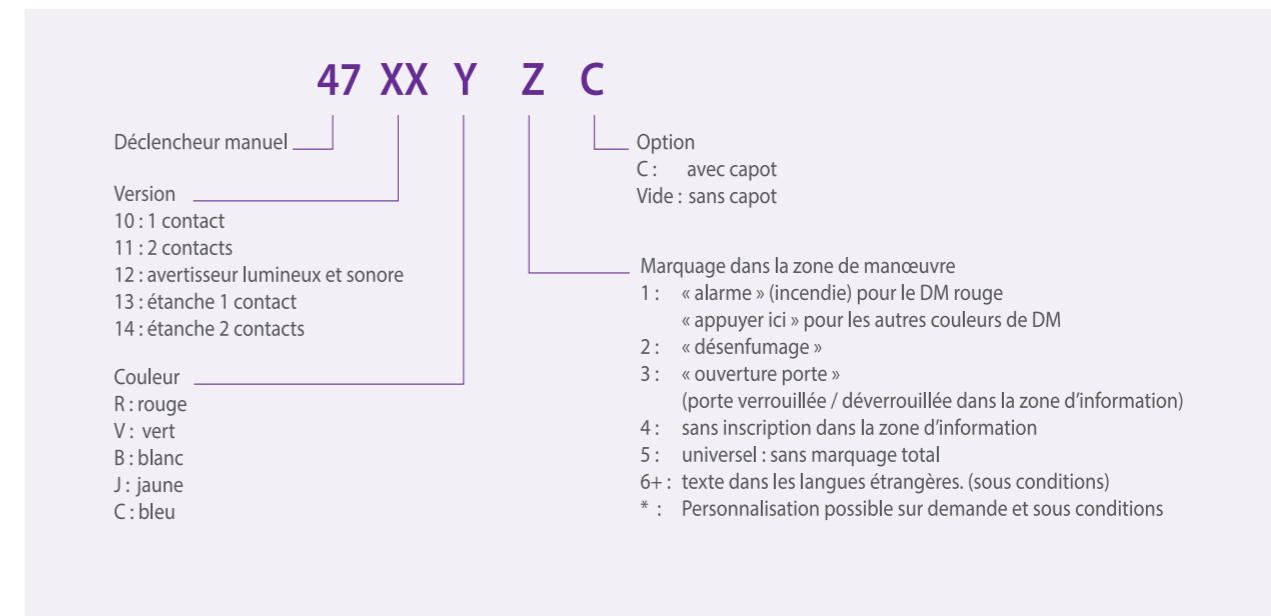 47 XX Y Z C
Déclencheur manuel
Version
10 : 1 contact
11 : 2 contacts
12 : avertisseur lumineux et sonore
13 : étanche 1 contact
14 : étanche 2 contacts
Couleur
R : rouge
V : vert
B : blanc
J : jaune
C : bleu
Option
C : avec capot
Vide : sans capot
Marquage dans la zone de manœuvre
1 : « alarme » (incendie) pour le DM rouge
« appuyer ici » pour les autres couleurs de DM
2 : « désenfumage »
3 : « ouverture porte »
(porte verrouillée / déverrouillée dans la zone d’information)
4 : sans inscription dans la zone d’information
5 : universel : sans marquage total
6+ : texte dans les langues étrangères. (sous conditions)
* : Personnalisation possible sur demande et sous conditions